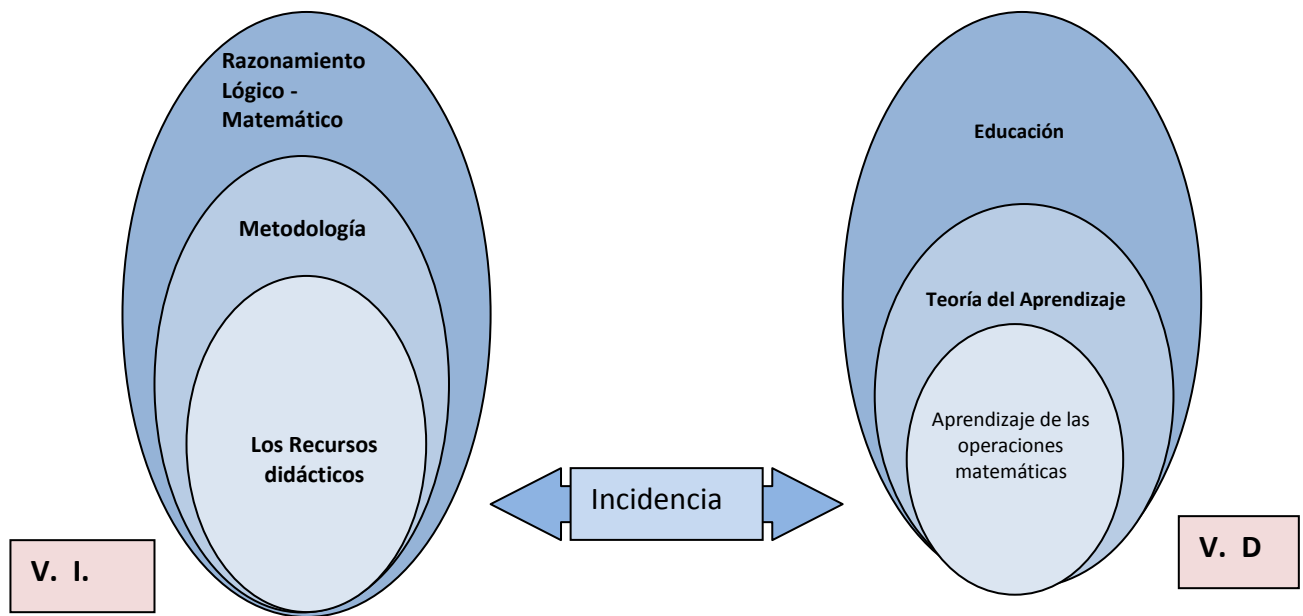 Razonamiento
Lógico -
Matemático
Metodología
Los Recursos
didácticos
V. I.
Incidencia
Educación
Teoría del Aprendizaje
Aprendizaje de las
operaciones
matemáticas
V. D